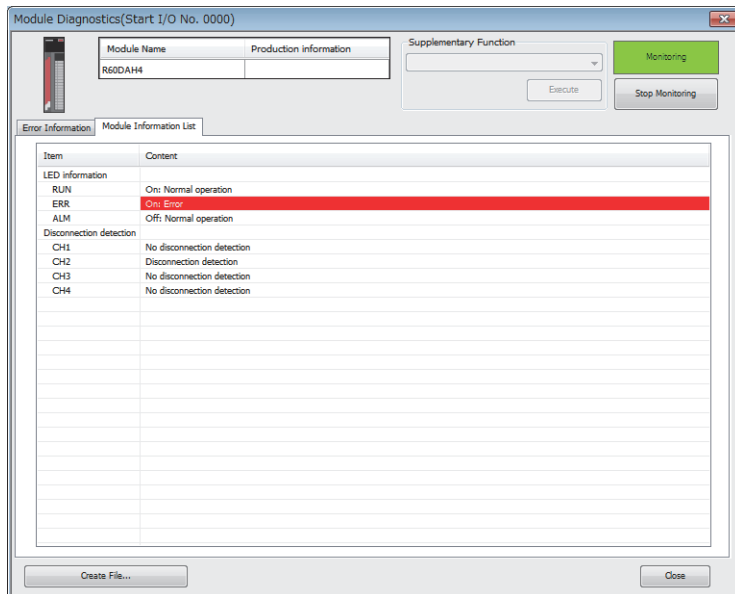 Module Diagnostics(Start I/O No. 0000)
Module Name Production information
R60DAH4
Supplementary Function
Execute
Monitoring
Stop Monitoring
Error Information Module Information List
Item Content
LED information
RUN On: Normal operation
ERR On: Error
ALM Off: Normal operation
Disconnection detection
CH1 No disconnection detection
CH2 Disconnection detection
CH3 No disconnection detection
CH4 No disconnection detection
Create File... Close